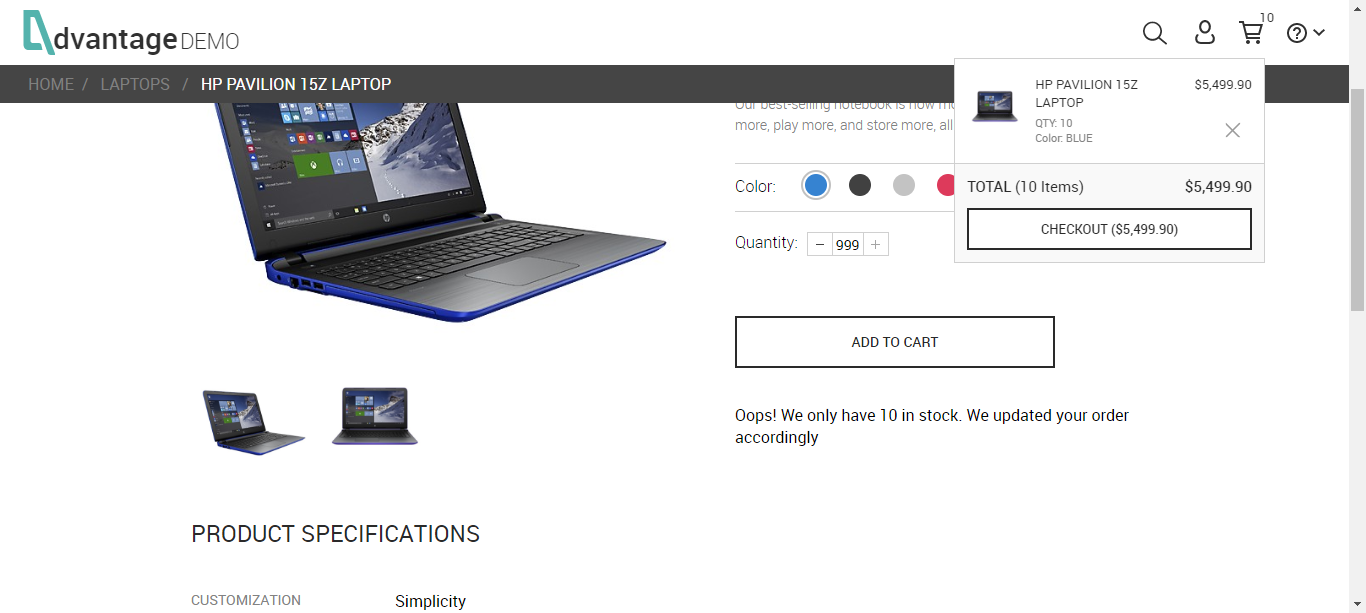 dvantage DEMO
10
HOME / LAPTOPS / HP PAVILION 15Z LAPTOP
HP PAVILION 15Z
LAPTOP
$5,499.90
QTY: 10
Color: BLUE
TOTAL (10 Items) $5,499.90
CHECKOUT ($5,499.90)
Our best-selling notebook is now mo
more, play more, and store more, all
Color:
Quantity: − 999 +
ADD TO CART
Oops! We only have 10 in stock. We updated your order
accordingly
PRODUCT SPECIFICATIONS
CUSTOMIZATION Simplicity